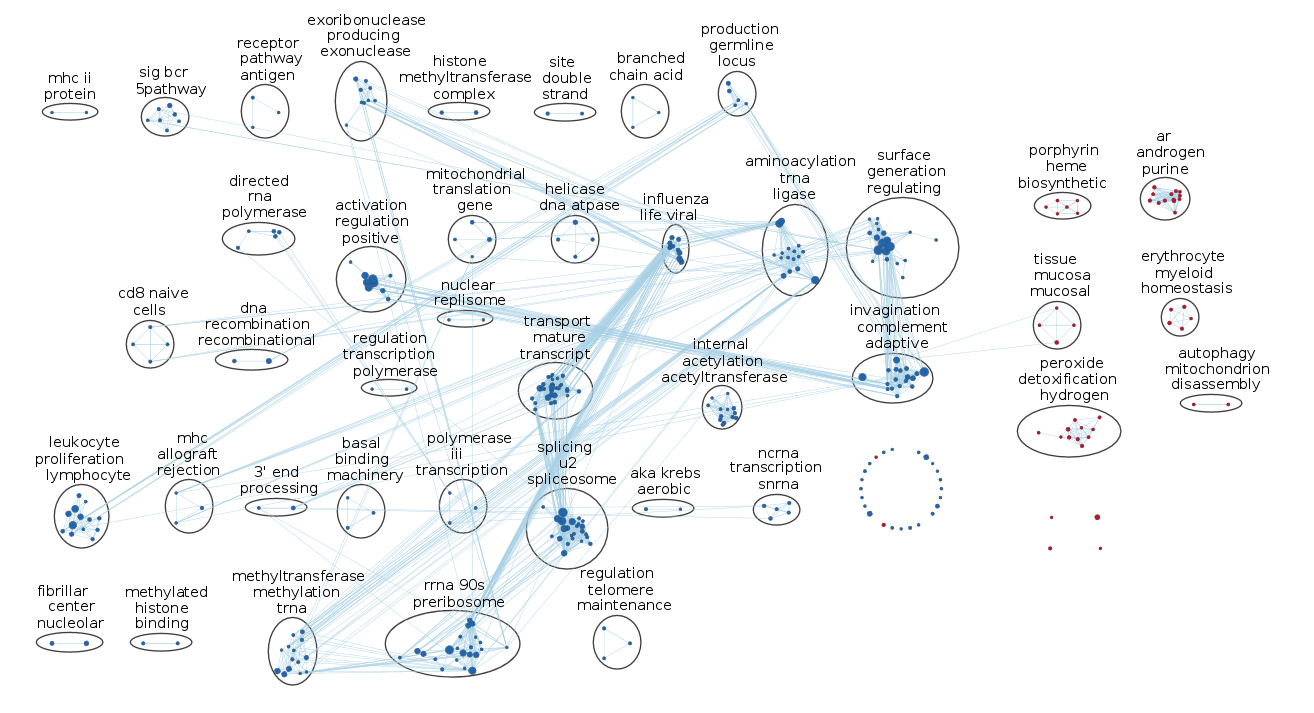 exoribonuclease
producing
exonuclease
production
germline
locus
receptor
pathway
antigen
histone
methyltransferase
complex
site
double
strand
branched
chain acid
mhc ii
protein
sig bcr
5pathway
ar
androgen
purine
porphyrin
heme
biosynthetic
aminoacylation
trna
ligase
surface
generation
regulating
directed
rna
polymerase
activation
regulation
positive
mitochondrial
translation
gene
helicase
dna atpase
influenza
life viral
tissue
mucosa
mucosal
erythrocyte
myeloid
homeostasis
cd8 naive
cells
dna
recombination
recombinational
nuclear
replisome
regulation
transcription
polymerase
transport
mature
transcript
internal
acetylation
acetyltransferase
invagination
complement
adaptive
peroxide
detoxification
hydrogen
autophagy
mitochondrion
disassembly
leukocyte
proliferation
lymphocyte
mhc
allograft
rejection
3' end
processing
basal
binding
machinery
polymerase
iii
transcription
splicing
u2
spliceosome
aka krebs
aerobic
ncrna
transcription
snrna
fibrillar
center
nucleolar
methylated
histone
binding
methyltransferase
methylation
trna
rrna 90s
preribosome
regulation
telomere
maintenance